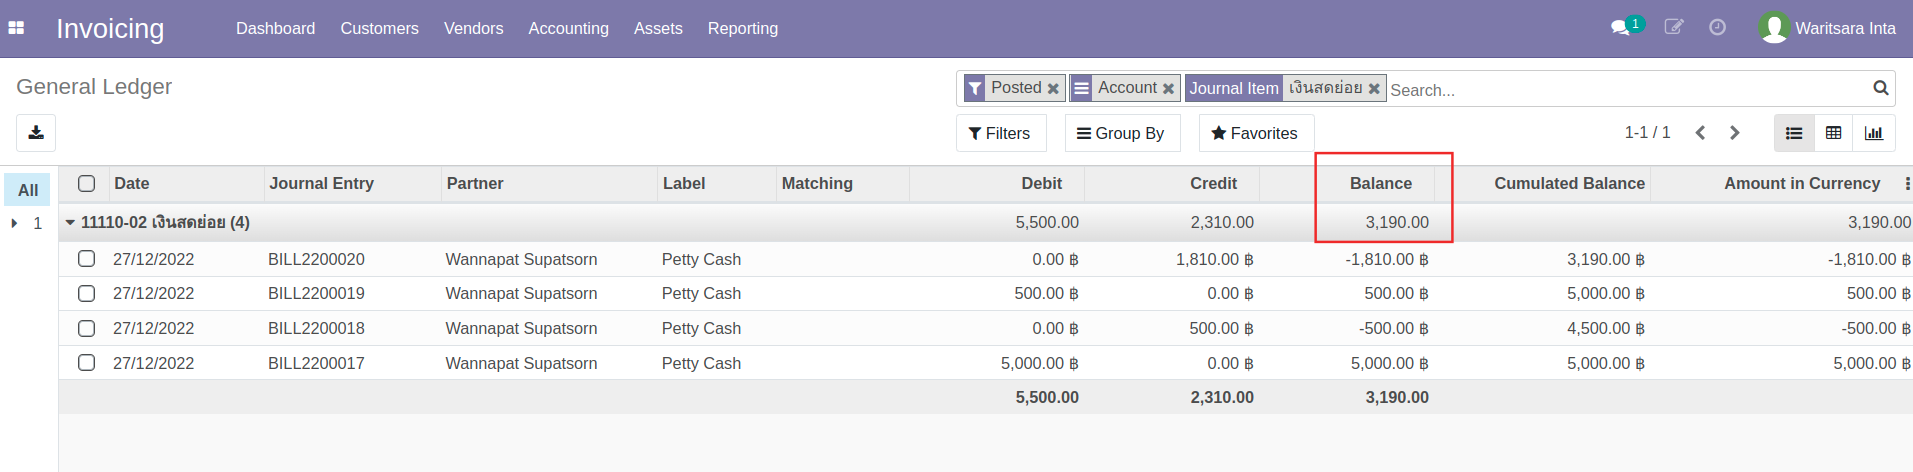 Invoicing Dashboard Customers Vendors Accounting Assets Reporting 1 Waritsara Inta
General Ledger Posted Account Journal Item เงินสดย่อย Search...
Filters Group By Favorites 1-1 / 1
All Date Journal Entry Partner Label Matching Debit Credit Balance Cumulated Balance Amount in Currency
1 11110-02 เงินสดย่อย (4) 5,500.00 2,310.00 3,190.00 3,190.00
27/12/2022 BILL2200020 Wannapat Supatsorn Petty Cash 0.00 ฿ 1,810.00 ฿ -1,810.00 ฿ 3,190.00 ฿ -1,810.00 ฿
27/12/2022 BILL2200019 Wannapat Supatsorn Petty Cash 500.00 ฿ 0.00 ฿ 500.00 ฿ 5,000.00 ฿ 500.00 ฿
27/12/2022 BILL2200018 Wannapat Supatsorn Petty Cash 0.00 ฿ 500.00 ฿ -500.00 ฿ 4,500.00 ฿ -500.00 ฿
27/12/2022 BILL2200017 Wannapat Supatsorn Petty Cash 5,000.00 ฿ 0.00 ฿ 5,000.00 ฿ 5,000.00 ฿ 5,000.00 ฿
5,500.00 2,310.00 3,190.00